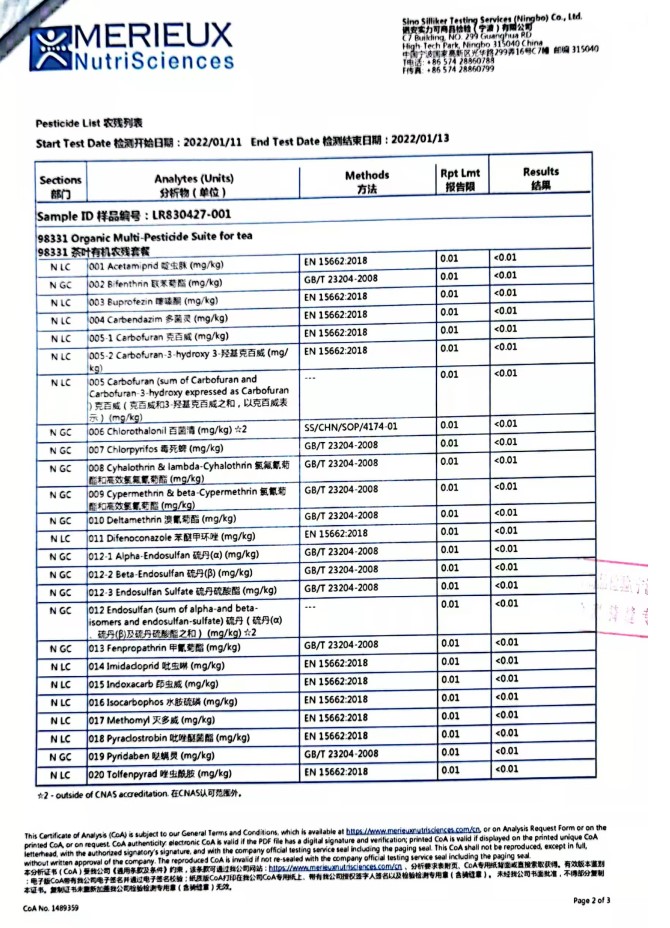 MERIEUX
NutriSciences
Sino Silliker Testing Services (Ningbo) Co., Ltd.
诺安实力可商品检验（宁波）有限公司
C7 Building, NO. 299 Guanghua RD
High-Tech Park, Ningbo 315040 China
中国宁波国家高新区光华路299弄16号C7幢 邮编 315040
T电话: +86 574 28860788
F传真: +86 574 28860799
Pesticide List 农残列表
Start Test Date 检测开始日期：2022/01/11 End Test Date 检测结束日期：2022/01/13
Sections 部门 Analytes (Units) 分析物（单位） Methods 方法 Rpt Lmt 报告限 Results 结果
Sample ID 样品编号：LR830427-001
98331 Organic Multi-Pesticide Suite for tea
98331 茶叶有机农残套餐
N LC 001 Acetamiprid 啶虫脒 (mg/kg) EN 15662:2018 0.01 <0.01
N GC 002 Bifenthrin 联苯菊酯 (mg/kg) GB/T 23204-2008 0.01 <0.01
N LC 003 Buprofezin 噻嗪酮 (mg/kg) EN 15662:2018 0.01 <0.01
N LC 004 Carbendazim 多菌灵 (mg/kg) EN 15662:2018 0.01 <0.01
N LC 005-1 Carbofuran 克百威 (mg/kg) EN 15662:2018 0.01 <0.01
N LC 005-2 Carbofuran-3-hydroxy 3-羟基克百威 (mg/ EN 15662:2018 0.01 <0.01
kg)
N LC 005 Carbofuran (sum of Carbofuran and --- 0.01 <0.01
Carbofuran-3-hydroxy expressed as Carbofuran
) 克百威（克百威和3-羟基克百威之和，以克百威表
示）(mg/kg)
N GC 006 Chlorothalonil 百菌清 (mg/kg) ☆2 SS/CHN/SOP/4174-01 0.01 <0.01
N GC 007 Chlorpyrifos 毒死蜱 (mg/kg) GB/T 23204-2008 0.01 <0.01
N GC 008 Cyhalothrin & lambda-Cyhalothrin 氯氟氰菊 GB/T 23204-2008 0.01 <0.01
酯和高效氯氟氰菊酯 (mg/kg)
N GC 009 Cypermethrin & beta-Cypermethrin 氯氰菊 GB/T 23204-2008 0.01 <0.01
酯和高效氯氰菊酯 (mg/kg)
N GC 010 Deltamethrin 溴氰菊酯 (mg/kg) GB/T 23204-2008 0.01 <0.01
N LC 011 Difenoconazole 苯醚甲环唑 (mg/kg) EN 15662:2018 0.01 <0.01
N GC 012-1 Alpha-Endosulfan 硫丹(α) (mg/kg) GB/T 23204-2008 0.01 <0.01
N GC 012-2 Beta-Endosulfan 硫丹(β) (mg/kg) GB/T 23204-2008 0.01 <0.01
N GC 012-3 Endosulfan Sulfate 硫丹硫酸酯 (mg/kg) GB/T 23204-2008 0.01 <0.01
N GC 012 Endosulfan (sum of alpha-and beta- --- 0.01 <0.01
isomers and endosulfan-sulfate) 硫丹（硫丹(α)
、硫丹(β)及硫丹硫酸酯之和）(mg/kg) ☆2
N GC 013 Fenpropathrin 甲氰菊酯 (mg/kg) GB/T 23204-2008 0.01 <0.01
N LC 014 Imidacloprid 吡虫啉 (mg/kg) EN 15662:2018 0.01 <0.01
N LC 015 Indoxacarb 茚虫威 (mg/kg) EN 15662:2018 0.01 <0.01
N LC 016 Isocarbophos 水胺硫磷 (mg/kg) EN 15662:2018 0.01 <0.01
N LC 017 Methomyl 灭多威 (mg/kg) EN 15662:2018 0.01 <0.01
N LC 018 Pyraclostrobin 吡唑醚菌酯 (mg/kg) EN 15662:2018 0.01 <0.01
N GC 019 Pyridaben 哒螨灵 (mg/kg) GB/T 23204-2008 0.01 <0.01
N LC 020 Tolfenpyrad 唑虫酰胺 (mg/kg) EN 15662:2018 0.01 <0.01
☆2 - outside of CNAS accreditation. 在CNAS认可范围外。
This Certificate of Analysis (CoA) is subject to our General Terms and Conditions, which is available at https://www.merieuxnutrisciences.com/cn, or on Analysis Request Form or on the
printed CoA, or on request. CoA authenticity: electronic CoA is valid if the PDF file has a digital signature and verification; printed CoA is valid if displayed on the printed unique CoA
letterhead, with the authorized signatory's signature, and with the company official testing service seal including the paging seal. This CoA shall not be reproduced, except in full,
without written approval of the company. The reproduced CoA is invalid if not re-sealed with the company official testing service seal including the paging seal.
本分析证书（CoA）受我公司《通用条款及条件》约束，该条款可通过我公司网站：https://www.merieuxnutrisciences.com/cn，分析要求表附页、CoA专用纸背面或直接索取获得。有效版本鉴别
：电子版CoA带有我公司电子签名并通过电子签名校验；纸质版CoA打印在我公司CoA专用纸上、带有我公司授权签字人签名以及检验检测专用章（含骑缝章）。未经我公司书面批准，不得部分复制
本证书。复制证书未重新加盖我公司检验检测专用章（含骑缝章）无效。
CoA No. 1489359
Page 2 of 3